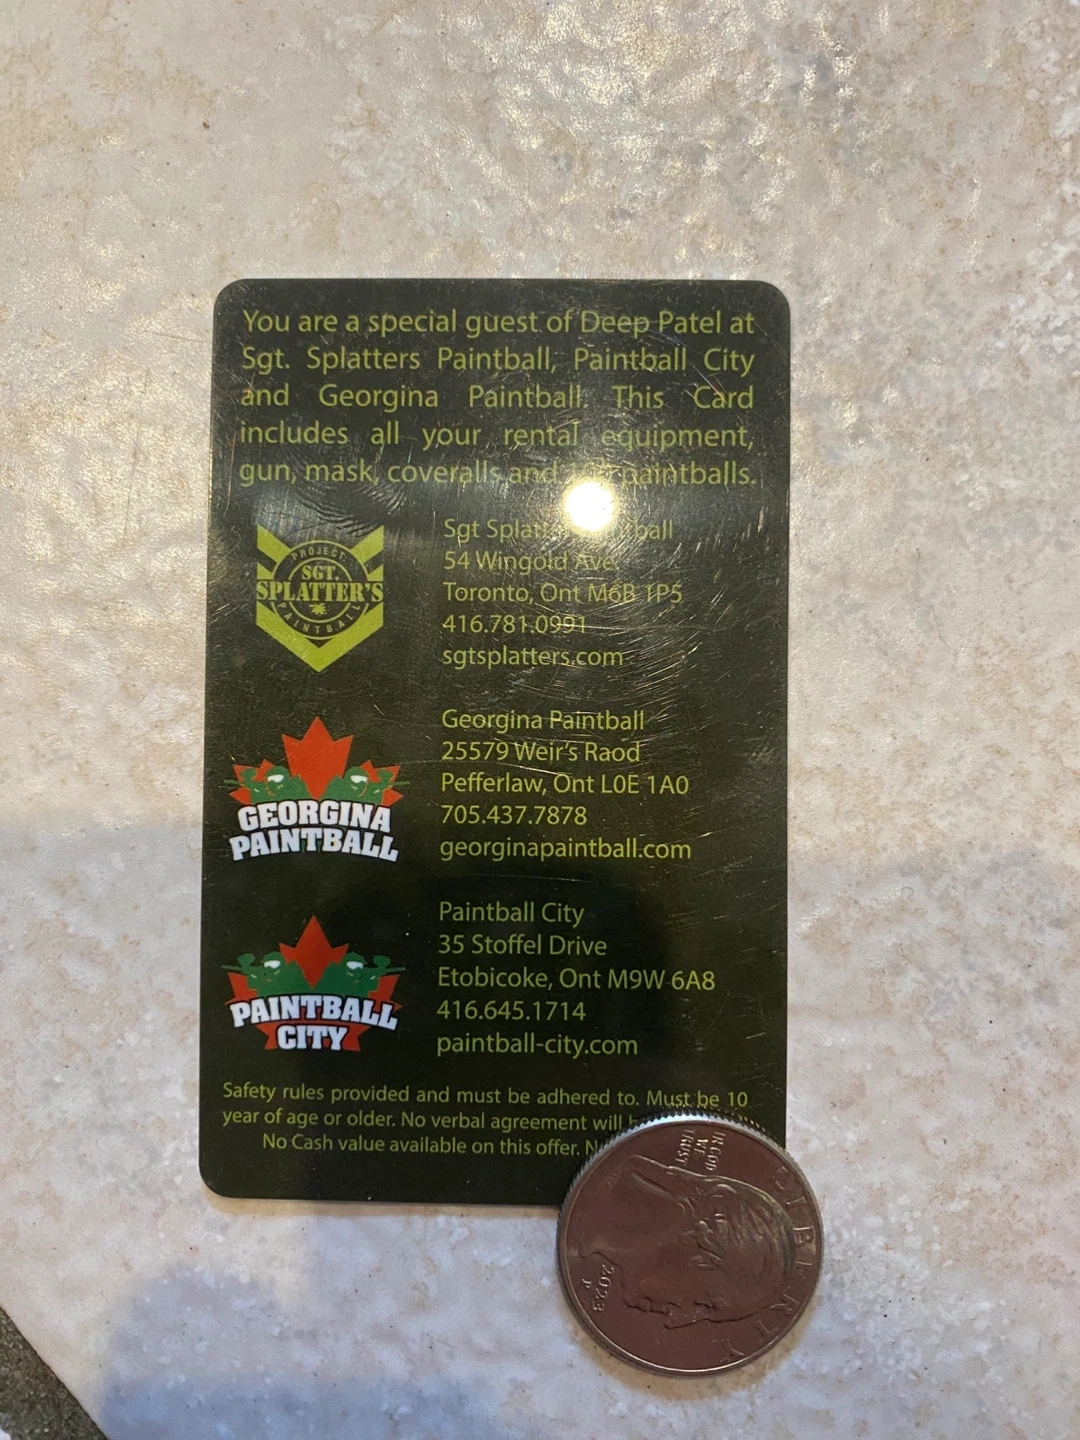 You are a special guest of Deep Patel at
Sgt. Splatters Paintball, Paintball City
and Georgina Paintball. This Card
includes all your rental equipment,
gun, mask, coveralls and paintballs.
PROJECT:
SGT.
SPLATTER'S
PAINTBALL
Sgt
54 Wingold Ave.
Toronto, Ont M6B 1P5
416.781.0991
sgtsplatters.com
GEORGINA
PAINTBALL
Georgina Paintball
25579 Weir's Raod
Pefferlaw, Ont L0E 1A0
705.437.7878
georginapaintball.com
PAINTBALL
CITY
Paintball City
35 Stoffel Drive
Etobicoke, Ont M9W 6A8
416.645.1714
paintball-city.com
Safety rules provided and must be adhered to. Must be 10
year of age or older. No verbal agreement will
No Cash value available on this offer.
IN GOD
WE
TRUST
LIBERTY
2023
P